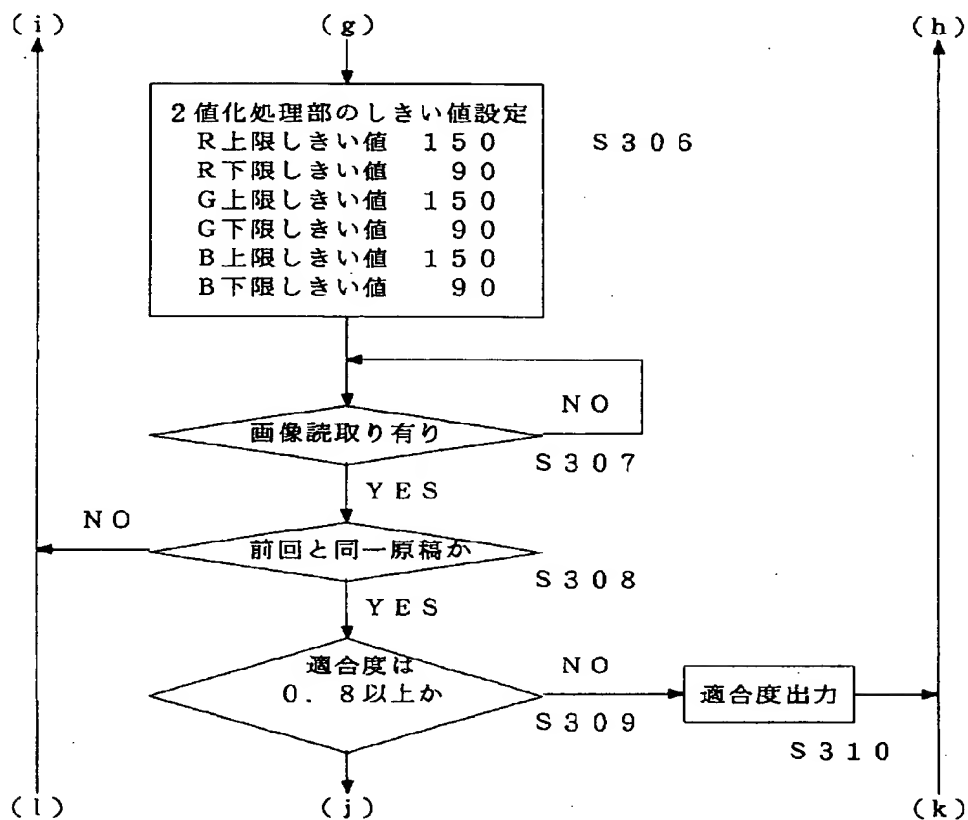 (i)
(g)
(h)
2値化処理部のしきい値設定
R上限しきい値 150
R下限しきい値 90
G上限しきい値 150
G下限しきい値 90
B上限しきい値 150
B下限しきい値 90
S306
NO
画像読取り有り
S307
YES
NO
前回と同一原稿か
S308
YES
適合度は
0.8以上か
NO
S309
適合度出力
S310
(l)
(j)
(k)